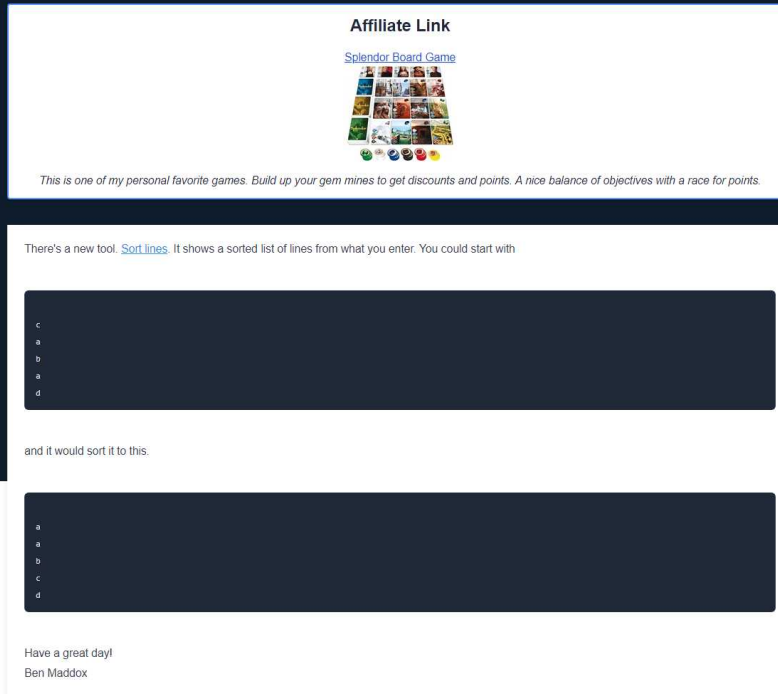 Affiliate Link
Splendor Board Game
This is one of my personal favorite games. Build up your gem mines to get discounts and points. A nice balance of objectives with a race for points.
There's a new tool. Sort lines. It shows a sorted list of lines from what you enter. You could start with
c
a
b
a
d
and it would sort it to this.
a
a
b
c
d
Have a great day!
Ben Maddox